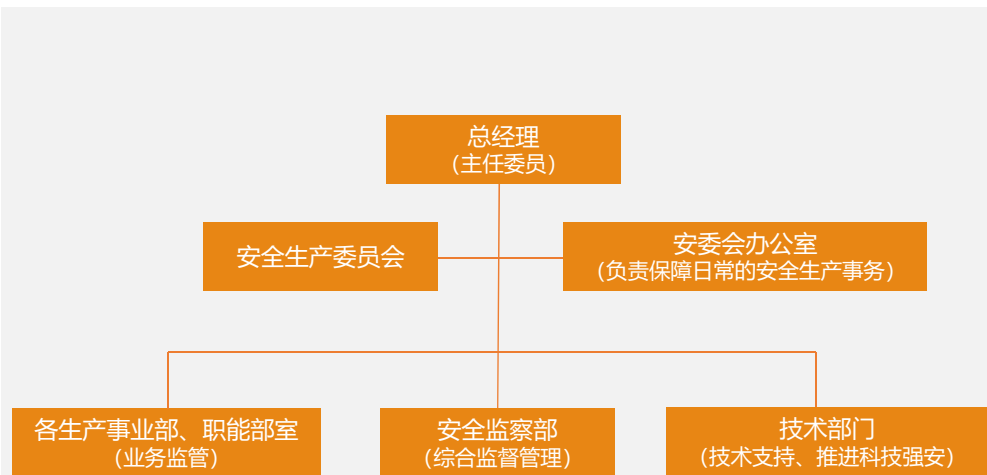 总经理
（主任委员）
安全生产委员会
安委会办公室
（负责保障日常的安全生产事务）
各生产事业部、职能部室
（业务监管）
安全监察部
（综合监督管理）
技术部门
（技术支持、推进科技强安）